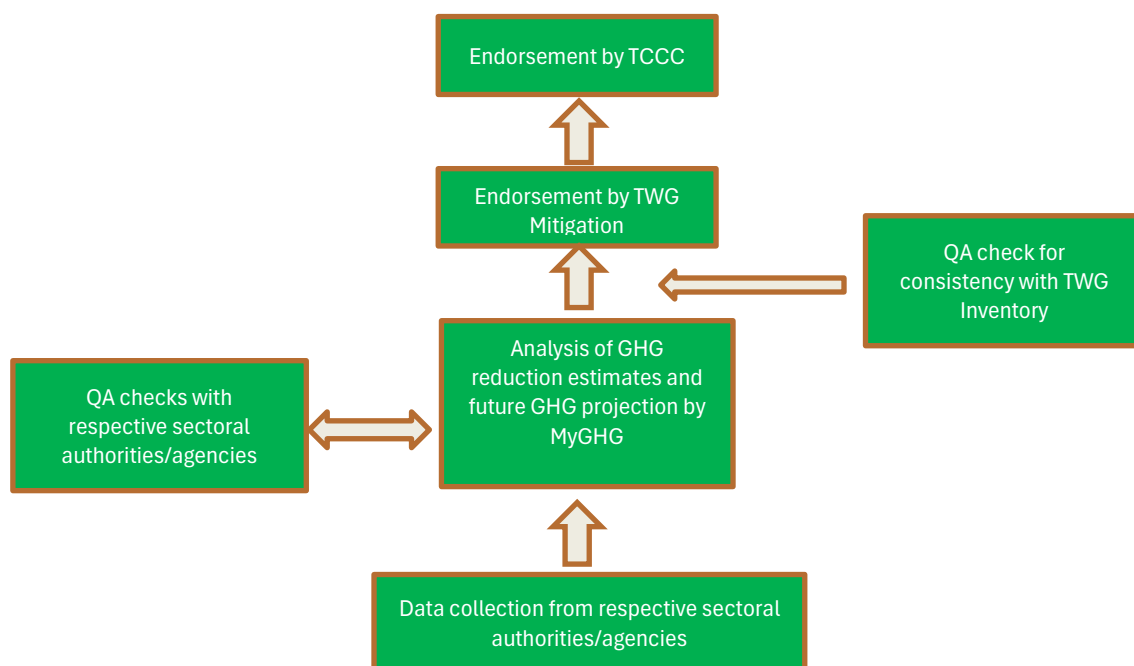 Endorsement by TCCC
Endorsement by TWG
Mitigation
QA check for
consistency with TWG
Inventory
Analysis of GHG
reduction estimates and
future GHG projection by
MyGHG
QA checks with
respective sectoral
authorities/agencies
Data collection from respective sectoral
authorities/agencies